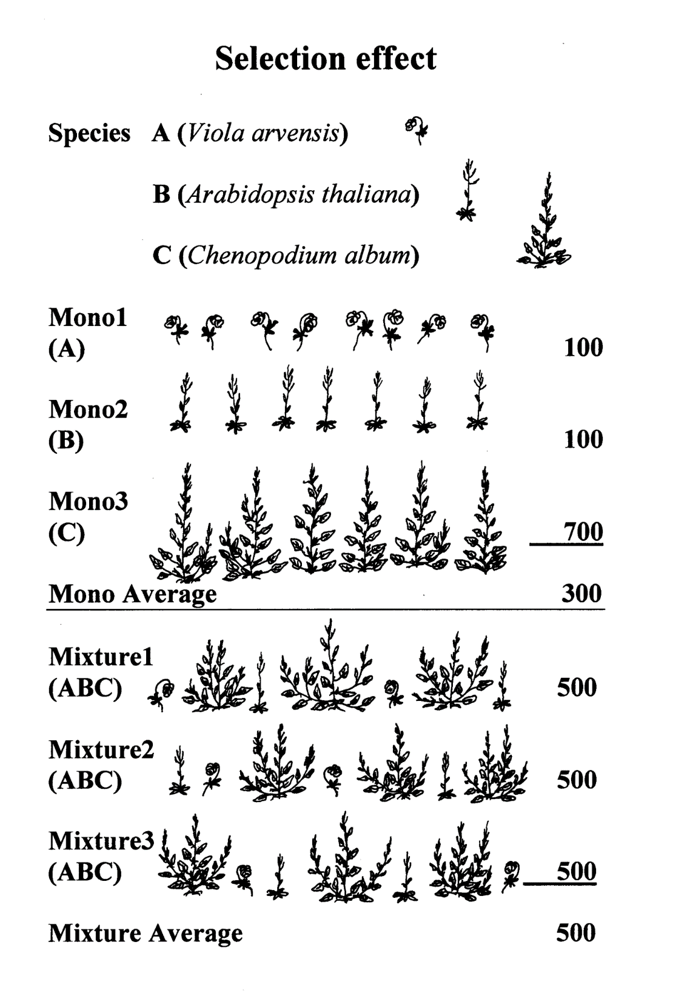 Selection effect
Species A (Viola arvensis)
B (Arabidopsis thaliana)
C (Chenopodium album)
Mono1
(A) 100
Mono2
(B) 100
Mono3
(C) 700
Mono Average 300
Mixture1
(ABC) 500
Mixture2
(ABC) 500
Mixture3
(ABC) 500
Mixture Average 500